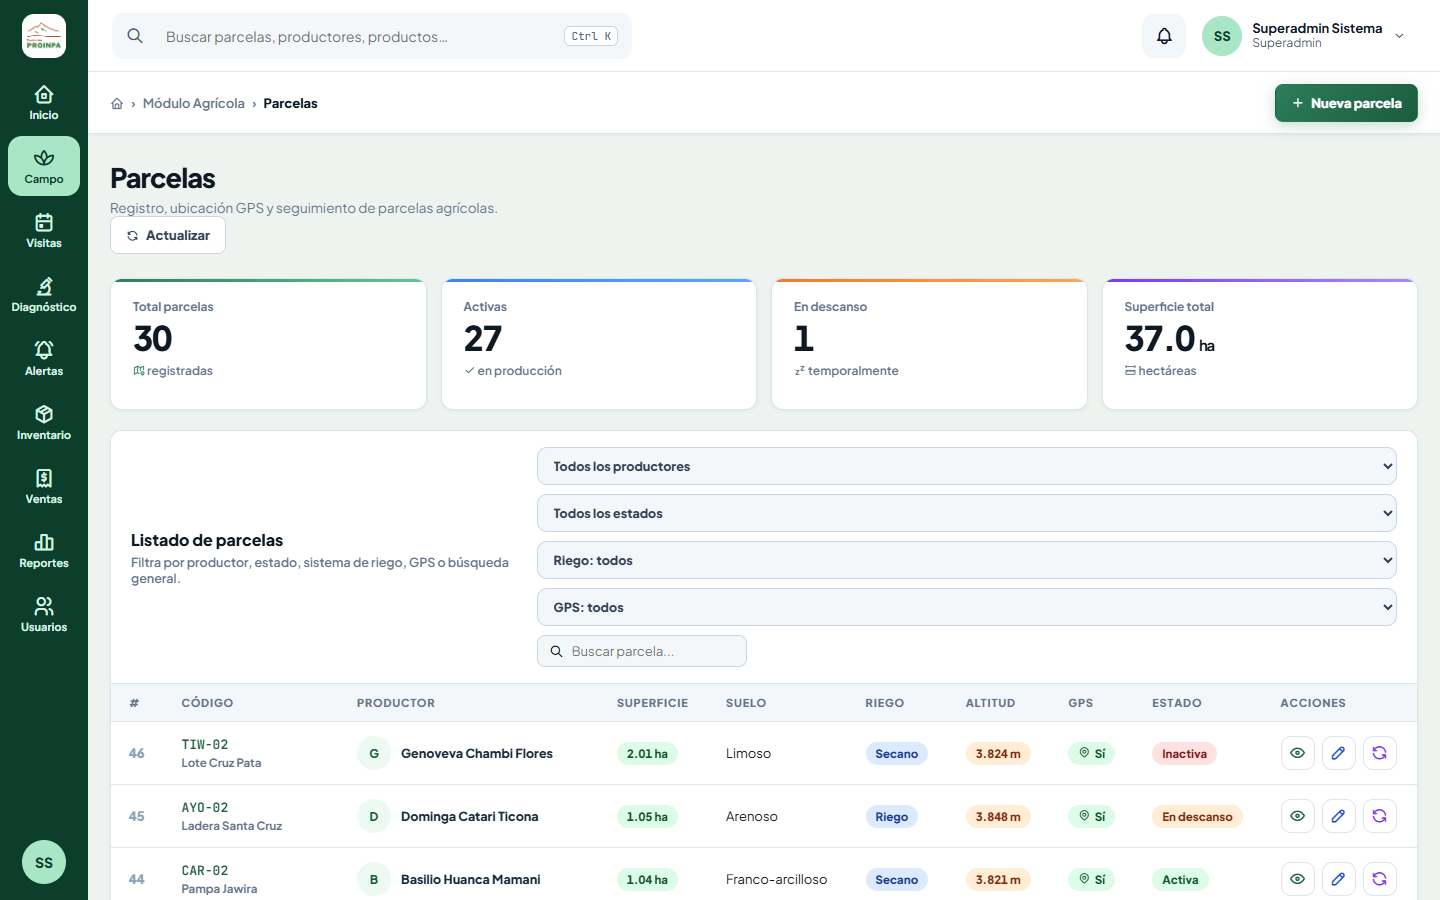 Buscar parcelas, productores, productos...
Ctrl K
SS
Superadmin Sistema
Superadmin
PROINPA
Inicio
Campo
Visitas
Diagnóstico
Alertas
Inventario
Ventas
Reportes
Usuarios
SS
› Módulo Agrícola › Parcelas
+ Nueva parcela
Parcelas
Registro, ubicación GPS y seguimiento de parcelas agrícolas.
Actualizar
Total parcelas
30
registradas
Activas
27
en producción
En descanso
1
temporalmente
Superficie total
37.0 ha
hectáreas
Listado de parcelas
Filtra por productor, estado, sistema de riego, GPS o búsqueda
general.
Todos los productores
Todos los estados
Riego: todos
GPS: todos
Buscar parcela...
# CÓDIGO PRODUCTOR SUPERFICIE SUELO RIEGO ALTITUD GPS ESTADO ACCIONES
46 TIW-02 Lote Cruz Pata G Genoveva Chambi Flores 2.01 ha Limoso Secano 3.824 m Sí Inactiva
45 AYO-02 Ladera Santa Cruz D Dominga Catari Ticona 1.05 ha Arenoso Riego 3.848 m Sí En descanso
44 CAR-02 Pampa Jawira B Basilio Huanca Mamani 1.04 ha Franco-arcilloso Secano 3.821 m Sí Activa